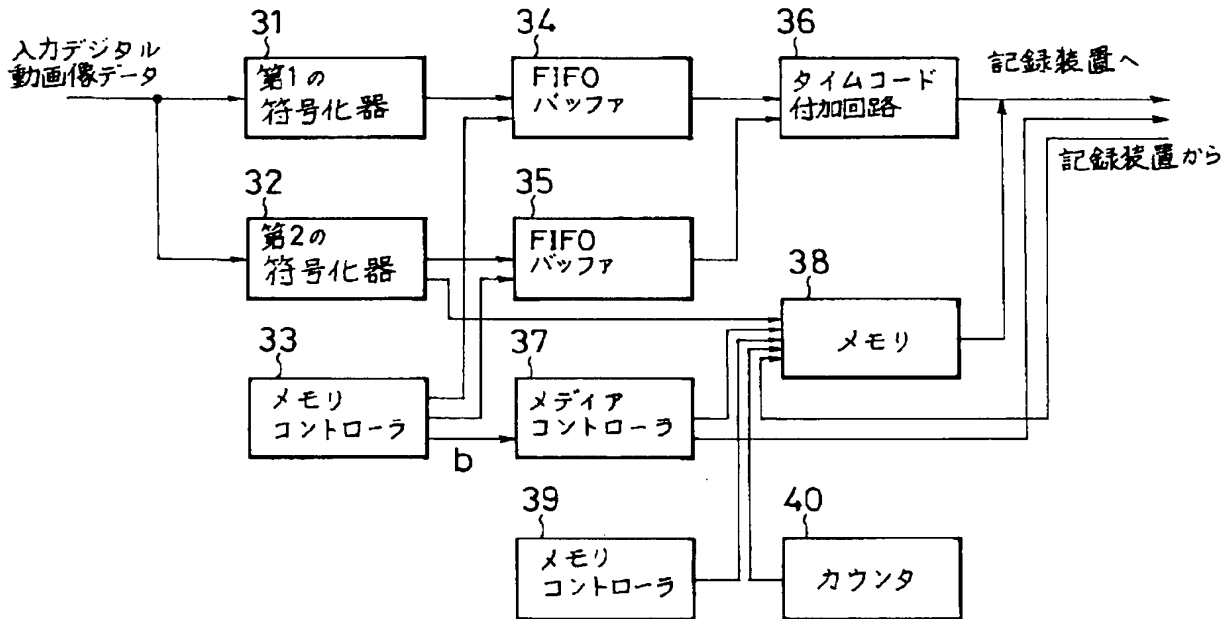 31
34
36
入力デジタル
動画像データ
第1の
符号化器
FIFO
バッファ
タイムコード
付加回路
記録装置へ
記録装置から
32
35
第2の
符号化器
FIFO
バッファ
38
メモリ
33
37
メモリ
コントローラ
メディア
コントローラ
b
39
40
メモリ
コントローラ
カウンタ